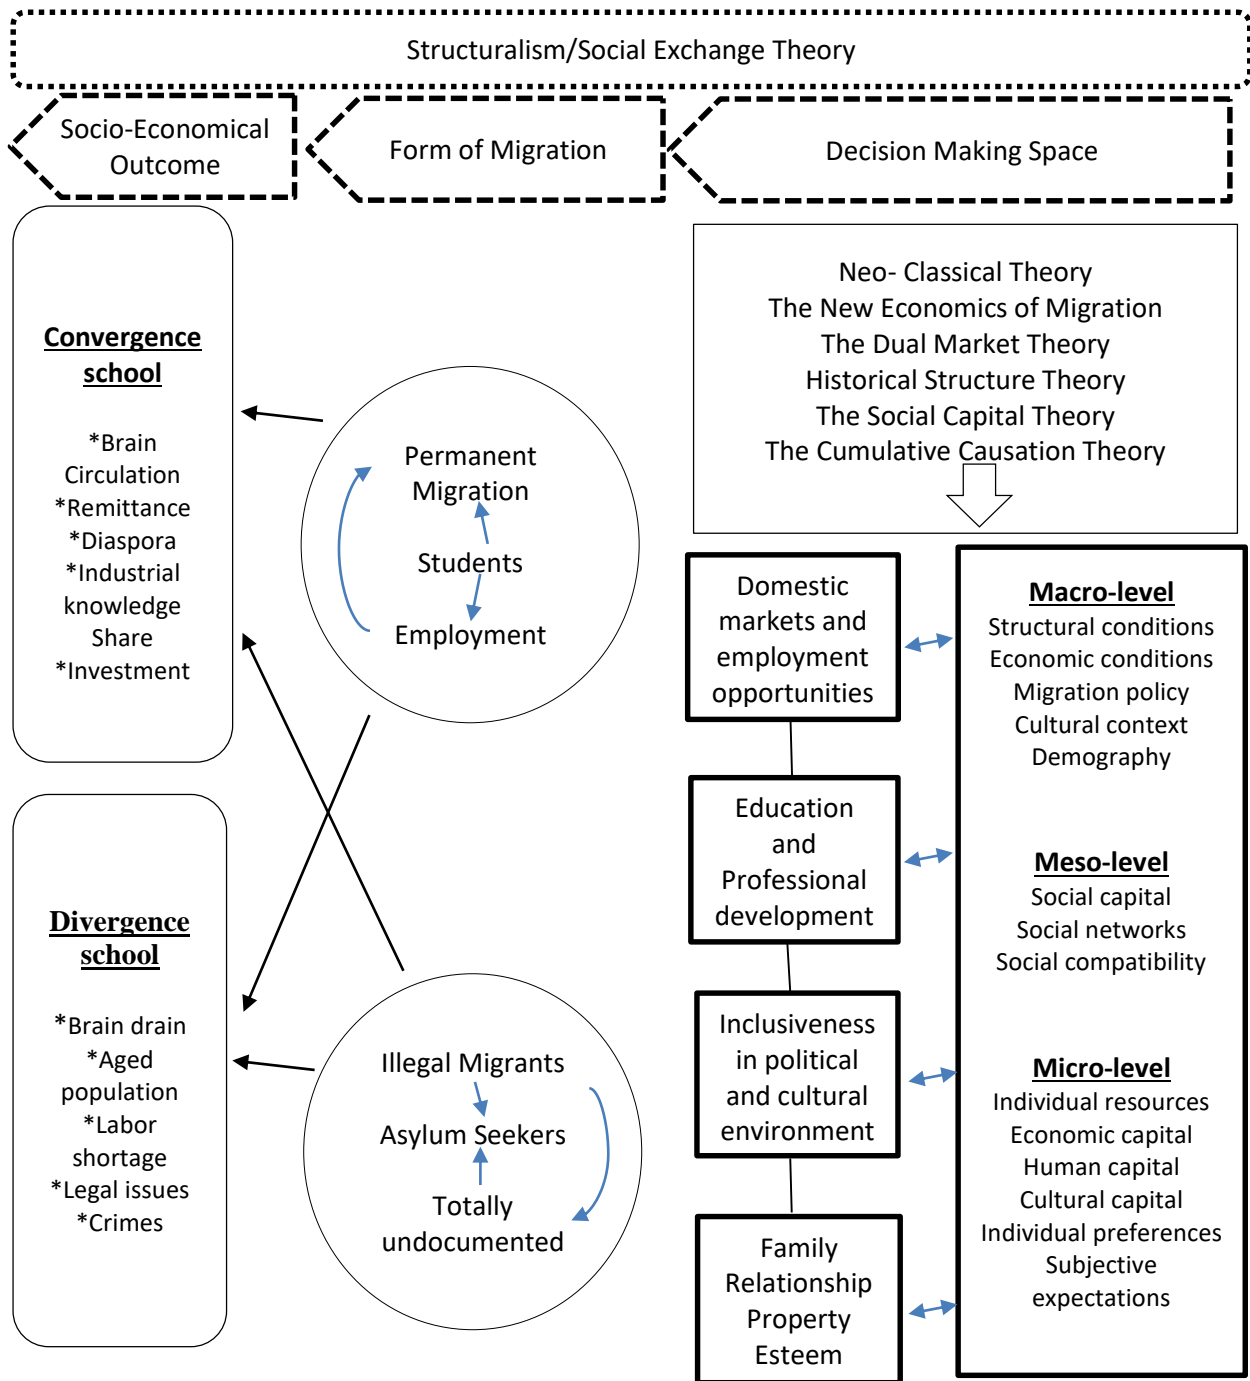 Structuralism/Social Exchange Theory
Socio-Economical
Outcome
Form of Migration
Decision Making Space
Convergence
school
*Brain
Circulation
*Remittance
*Diaspora
*Industrial
knowledge
Share
*Investment
Divergence
school
*Brain drain
*Aged
population
*Labor
shortage
*Legal issues
*Crimes
Permanent
Migration
Students
Employment
Illegal Migrants
Asylum Seekers
Totally
undocumented
Neo- Classical Theory
The New Economics of Migration
The Dual Market Theory
Historical Structure Theory
The Social Capital Theory
The Cumulative Causation Theory
Domestic
markets and
employment
opportunities
Education
and
Professional
development
Inclusiveness
in political
and cultural
environment
Family
Relationship
Property
Esteem
Macro-level
Structural conditions
Economic conditions
Migration policy
Cultural context
Demography
Meso-level
Social capital
Social networks
Social compatibility
Micro-level
Individual resources
Economic capital
Human capital
Cultural capital
Individual preferences
Subjective
expectations